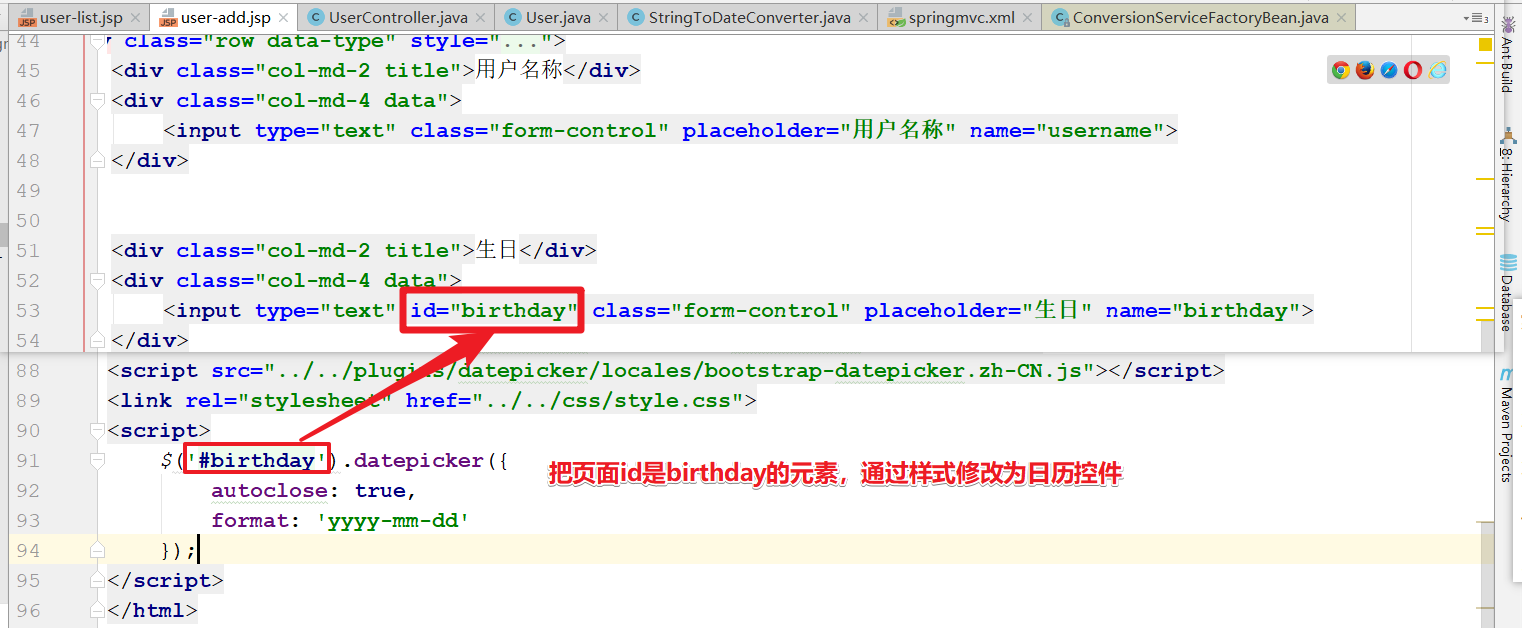 user-list.jsp user-add.jsp UserController.java User.java StringToDateConverter.java springmvc.xml ConversionServiceFactoryBean.java
44 class="row data-type" style="...">
45 <div class="col-md-2 title">用户名称</div>
46 <div class="col-md-4 data">
47 <input type="text" class="form-control" placeholder="用户名称" name="username">
48 </div>
49
50
51 <div class="col-md-2 title">生日</div>
52 <div class="col-md-4 data">
53 <input type="text" id="birthday" class="form-control" placeholder="生日" name="birthday">
54 </div>
88 <script src="../../plugins/datepicker/locales/bootstrap-datepicker.zh-CN.js"></script>
89 <link rel="stylesheet" href="../../css/style.css">
90 <script>
91 $('#birthday').datepicker({
把页面id是birthday的元素，通过样式修改为日历控件
92 autoclose: true,
93 format: 'yyyy-mm-dd'
94 });
95 </script>
96 </html>
Ant Build
8: Hierarchy
Database
Maven Projects